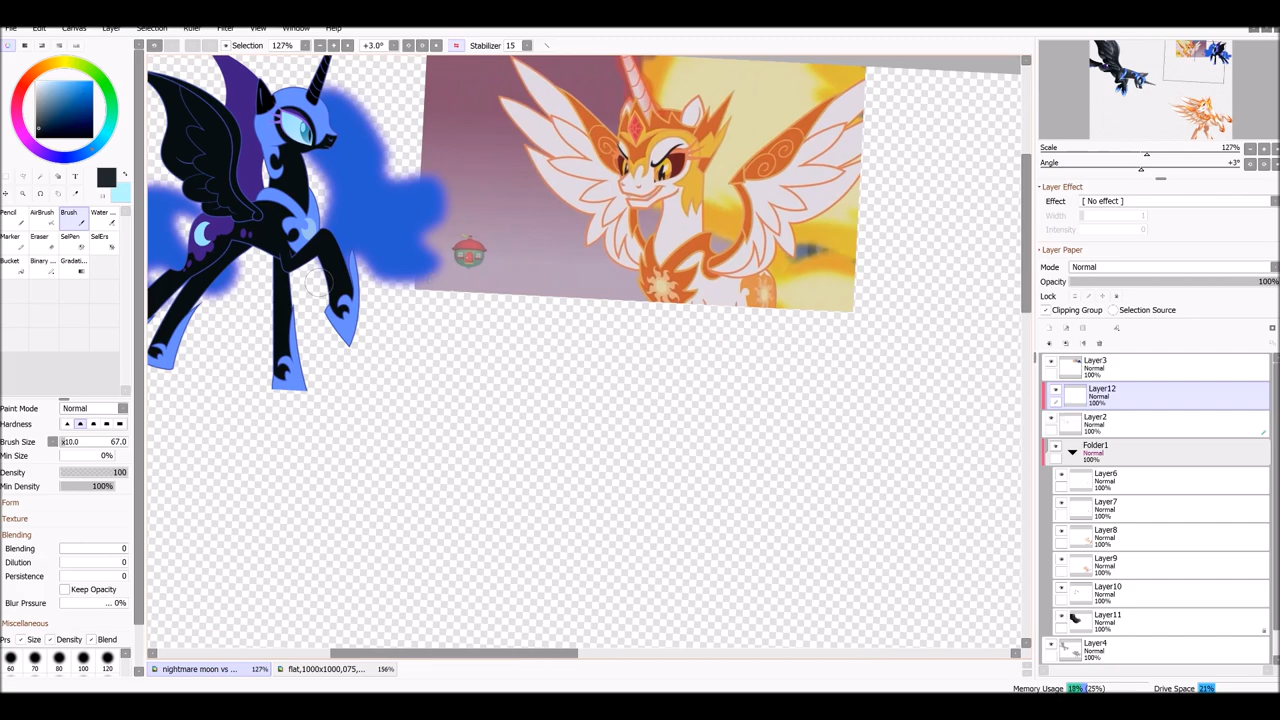 File Edit Canvas Layer Selection Ruler Filter View Window Help
Selection 127% +3.0° Stabilizer 15
Scale 127%
Angle +3°
Layer Effect
Effect [ No effect ]
Width 1
Intensity 0
Layer Paper
Mode Normal
Opacity 100%
Lock
Clipping Group Selection Source
T
Pencil AirBrush Brush Water ...
Marker Eraser SelPen SelErs
Bucket Binary ... Gradati...
Paint Mode Normal
Hardness
Brush Size x10.0 67.0
Min Size 0%
Density 100
Min Density 100%
Form
Texture
Blending
Blending 0
Dilution 0
Persistence 0
Keep Opacity
Blur Prssure ... 0%
Miscellaneous
Prs Size Density Blend
60 70 80 100 120
Layer3
Normal
100%
Layer12
Normal
100%
Layer2
Normal
100%
Folder1
Normal
100%
Layer6
Normal
100%
Layer7
Normal
100%
Layer8
Normal
100%
Layer9
Normal
100%
Layer10
Normal
100%
Layer11
Normal
100%
Layer4
Normal
100%
nightmare moon vs ... 127% flat,1000x1000,075,... 156%
Memory Usage 18% (25%) Drive Space 21%